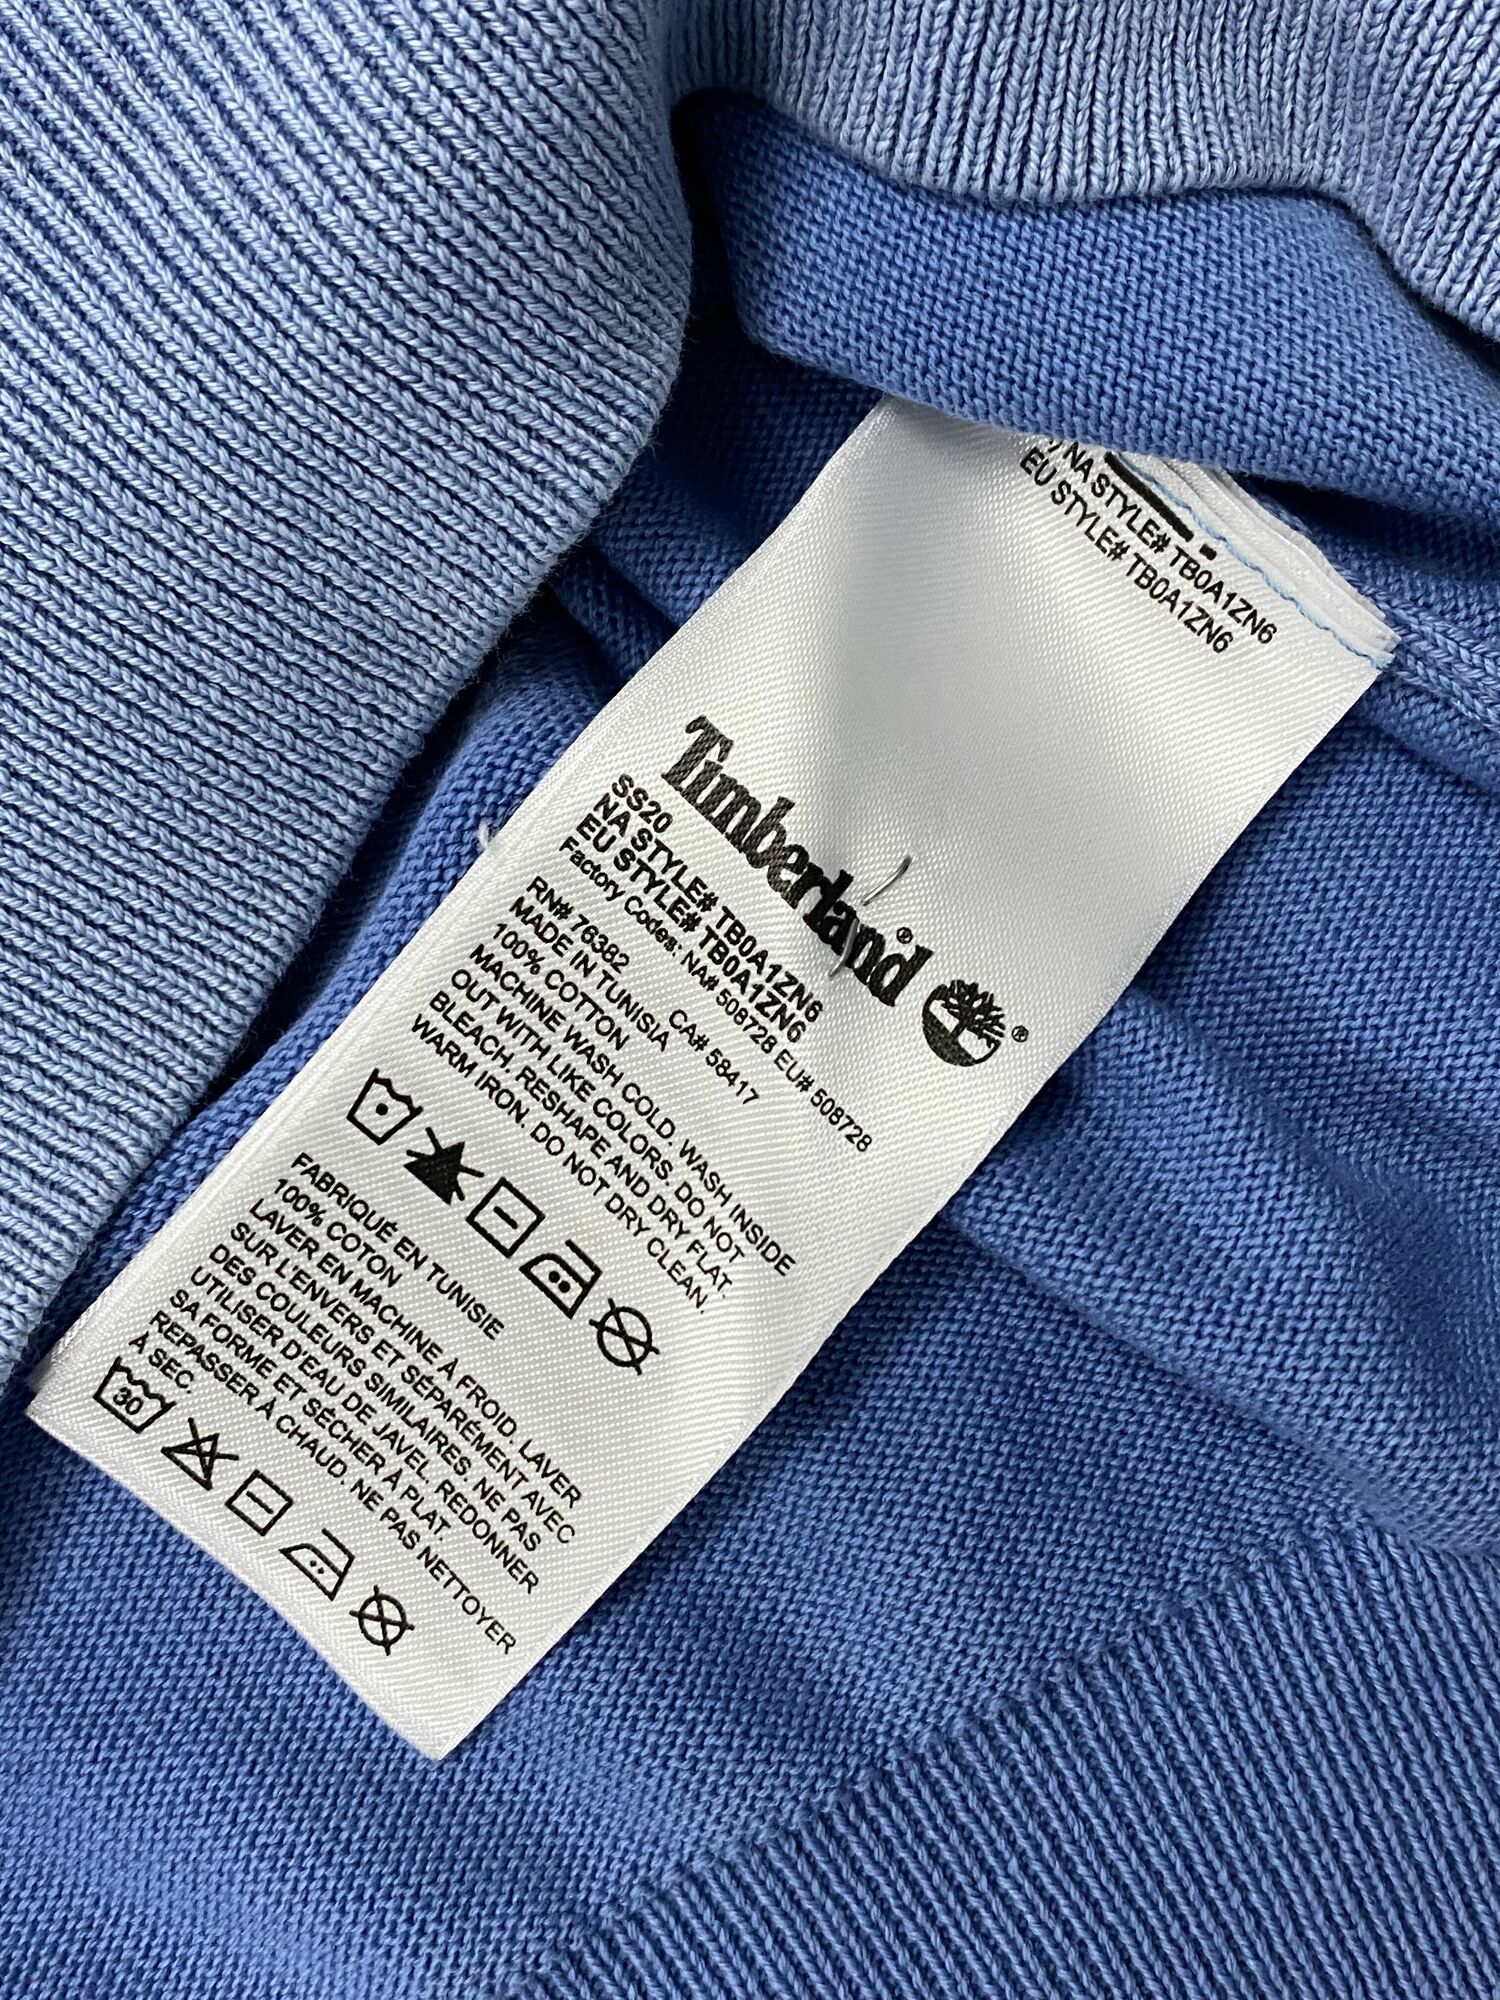 NA STYLE# TB0A1ZN6
EU STYLE# TB0A1ZN6
Timberland®
®
SS20
NA STYLE# TB0A1ZN6
EU STYLE# TB0A1ZN6
Factory Codes: NA# 508728 EU# 508728
RN# 76382 CA# 58417
MADE IN TUNISIA
100% COTTON
MACHINE WASH COLD. WASH INSIDE
OUT WITH LIKE COLORS. DO NOT
BLEACH. RESHAPE AND DRY FLAT.
WARM IRON. DO NOT DRY CLEAN.
FABRIQUÉ EN TUNISIE
100% COTON
LAVER EN MACHINE À FROID. LAVER
SUR L'ENVERS ET SÉPARÉMENT AVEC
DES COULEURS SIMILAIRES. NE PAS
UTILISER D'EAU DE JAVEL. REDONNER
SA FORME ET SÉCHER À PLAT.
REPASSER À CHAUD. NE PAS NETTOYER
À SEC.
30